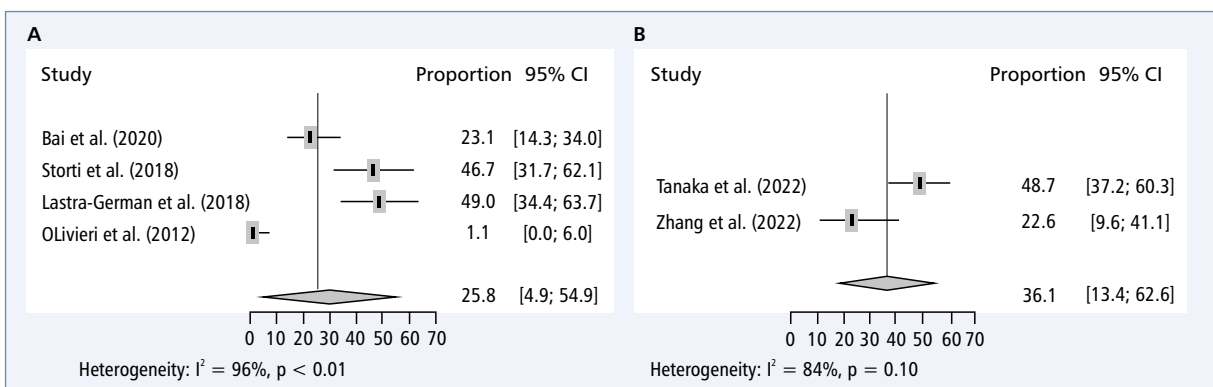 A
Study Proportion 95% CI
Bai et al. (2020) 23.1 [14.3; 34.0]
Storti et al. (2018) 46.7 [31.7; 62.1]
Lastra-German et al. (2018) 49.0 [34.4; 63.7]
OLivieri et al. (2012) 1.1 [0.0; 6.0]
25.8 [4.9; 54.9]
0 10 20 30 40 50 60 70
Heterogeneity: I² = 96%, p < 0.01
B
Study Proportion 95% CI
Tanaka et al. (2022) 48.7 [37.2; 60.3]
Zhang et al. (2022) 22.6 [9.6; 41.1]
36.1 [13.4; 62.6]
0 10 20 30 40 50 60 70
Heterogeneity: I² = 84%, p = 0.10